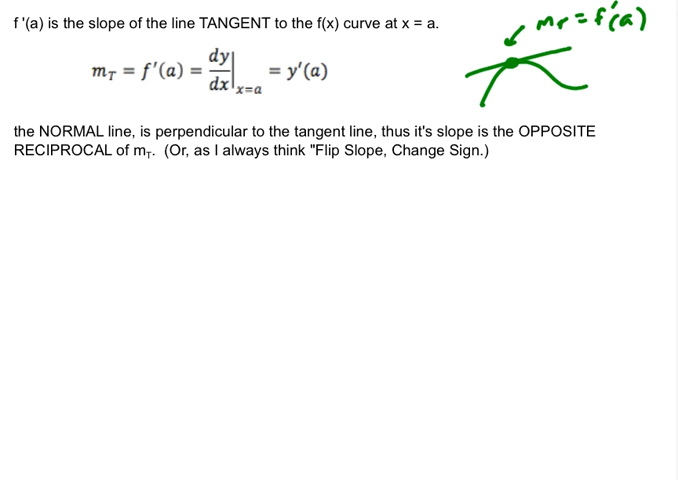 f '(a) is the slope of the line TANGENT to the f(x) curve at x = a.
m_T = f'(a)
m_T = f'(a) = dy/dx|_{x=a} = y'(a)
the NORMAL line, is perpendicular to the tangent line, thus it's slope is the OPPOSITE
RECIPROCAL of m_T. (Or, as I always think "Flip Slope, Change Sign.)